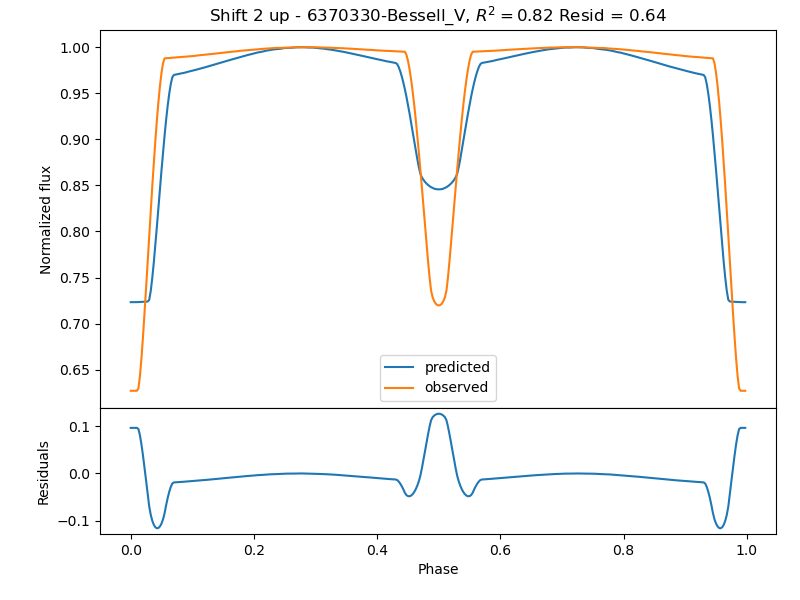 Shift 2 up - 6370330-Bessell_V, R² = 0.82 Resid = 0.64
Normalized flux
1.00
0.95
0.90
0.85
0.80
0.75
0.70
0.65
predicted
observed
Residuals
0.1
0.0
−0.1
0.0
0.2
0.4
0.6
0.8
1.0
Phase